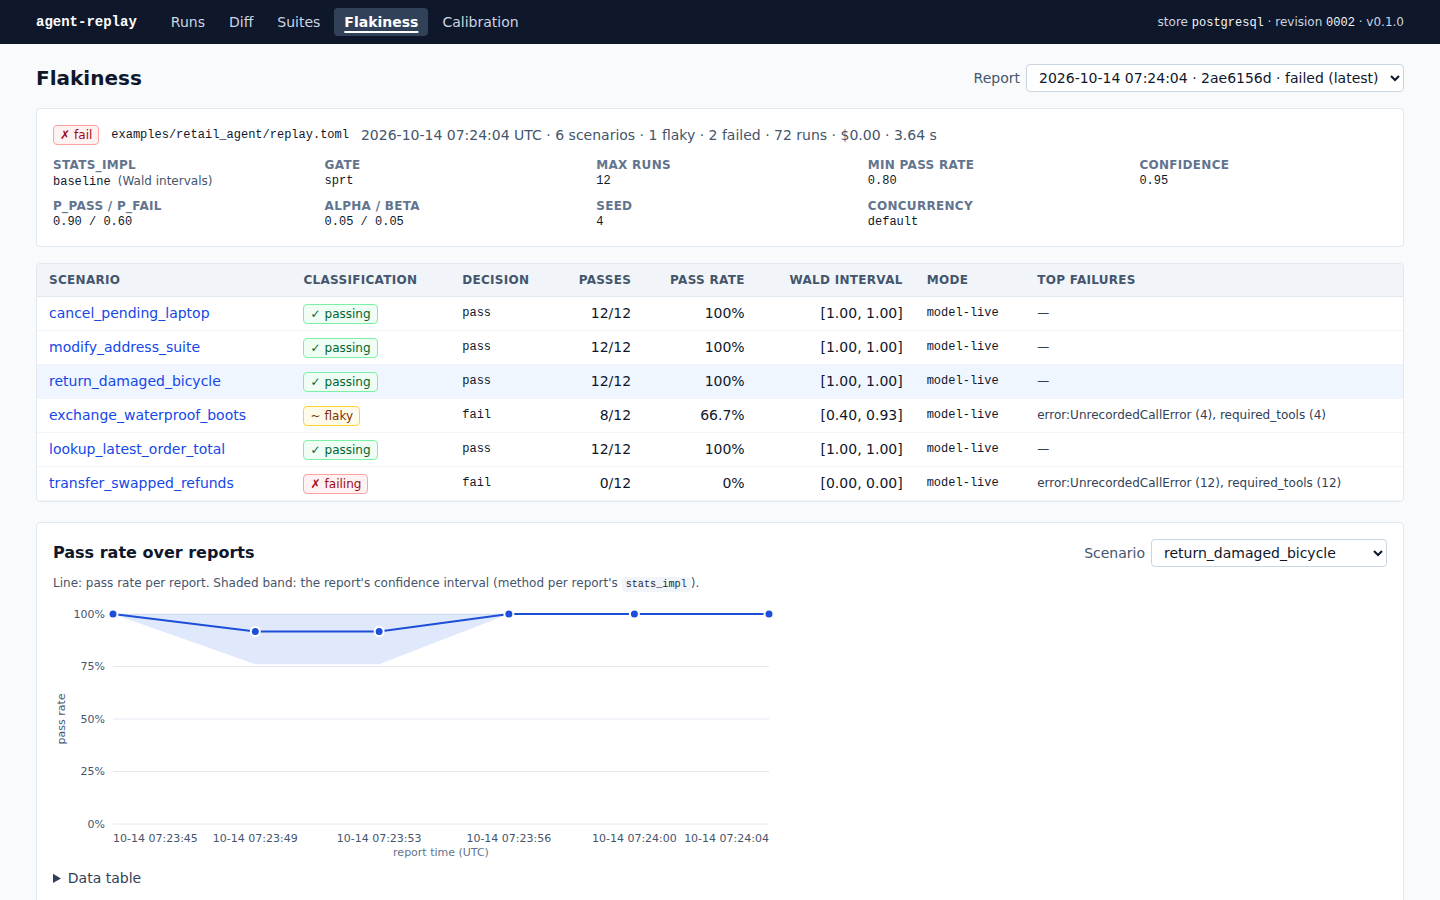 agent-replay Runs Diff Suites Flakiness Calibration store postgresql · revision 0002 · v0.1.0
Flakiness Report 2026-10-14 07:24:04 · 2ae6156d · failed (latest)
✗ fail examples/retail_agent/replay.toml 2026-10-14 07:24:04 UTC · 6 scenarios · 1 flaky · 2 failed · 72 runs · $0.00 · 3.64 s
STATS_IMPL GATE MAX RUNS MIN PASS RATE CONFIDENCE
baseline (Wald intervals) sprt 12 0.80 0.95
P_PASS / P_FAIL ALPHA / BETA SEED CONCURRENCY
0.90 / 0.60 0.05 / 0.05 4 default
SCENARIO CLASSIFICATION DECISION PASSES PASS RATE WALD INTERVAL MODE TOP FAILURES
cancel_pending_laptop ✓ passing pass 12/12 100% [1.00, 1.00] model-live —
modify_address_suite ✓ passing pass 12/12 100% [1.00, 1.00] model-live —
return_damaged_bicycle ✓ passing pass 12/12 100% [1.00, 1.00] model-live —
exchange_waterproof_boots ~ flaky fail 8/12 66.7% [0.40, 0.93] model-live error:UnrecordedCallError (4), required_tools (4)
lookup_latest_order_total ✓ passing pass 12/12 100% [1.00, 1.00] model-live —
transfer_swapped_refunds ✗ failing fail 0/12 0% [0.00, 0.00] model-live error:UnrecordedCallError (12), required_tools (12)
Pass rate over reports Scenario return_damaged_bicycle
Line: pass rate per report. Shaded band: the report's confidence interval (method per report's stats_impl).
100%
75%
50%
25%
0%
pass rate
10-14 07:23:45 10-14 07:23:49 10-14 07:23:53 10-14 07:23:56 10-14 07:24:00 10-14 07:24:04
report time (UTC)
▶ Data table